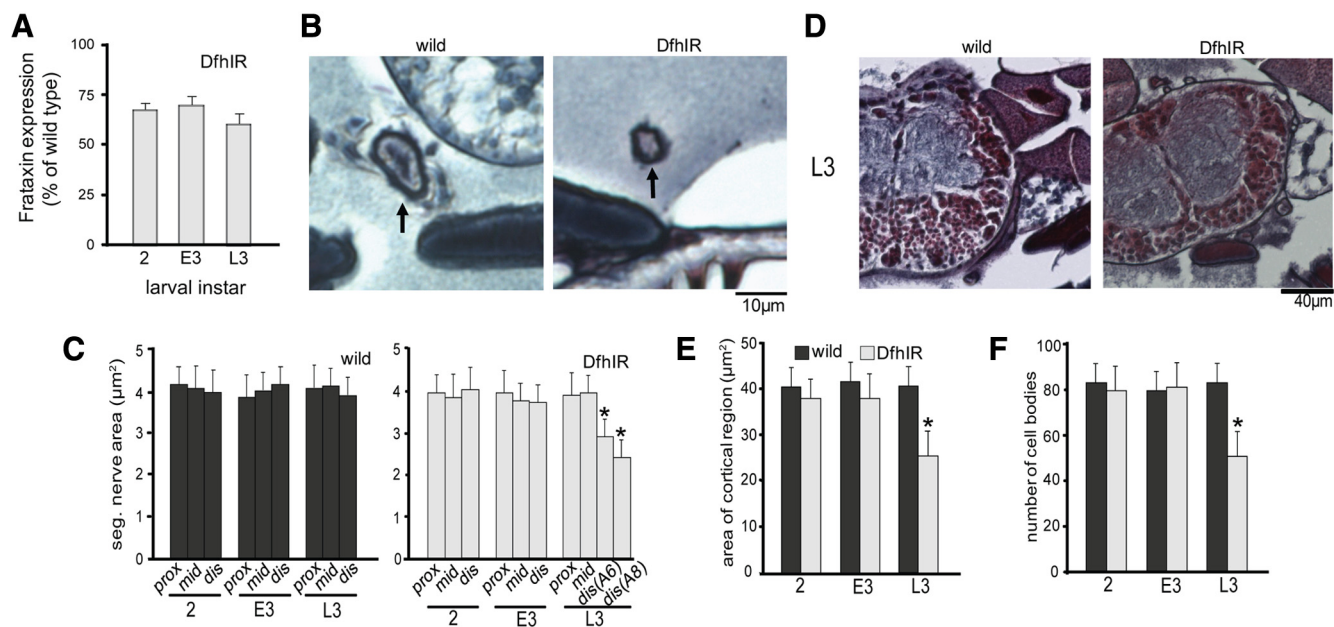 A
Frataxin expression
(% of wild type)
100
75
50
25
0
DfhIR
2 E3 L3
larval instar
B
wild DfhIR
10µm
D
wild DfhIR
L3
40µm
C
seg. nerve area (µm²)
5
4
3
2
1
0
wild
prox mid dis prox mid dis prox mid dis
2 E3 L3
5
4
3
2
1
0
DfhIR
* *
prox mid dis prox mid dis prox mid dis(A6) dis(A8)
2 E3 L3
E
area of cortical region (µm²)
50
40
30
20
10
0
wild DfhIR
*
2 E3 L3
F
number of cell bodies
100
80
60
40
20
0
*
2 E3 L3